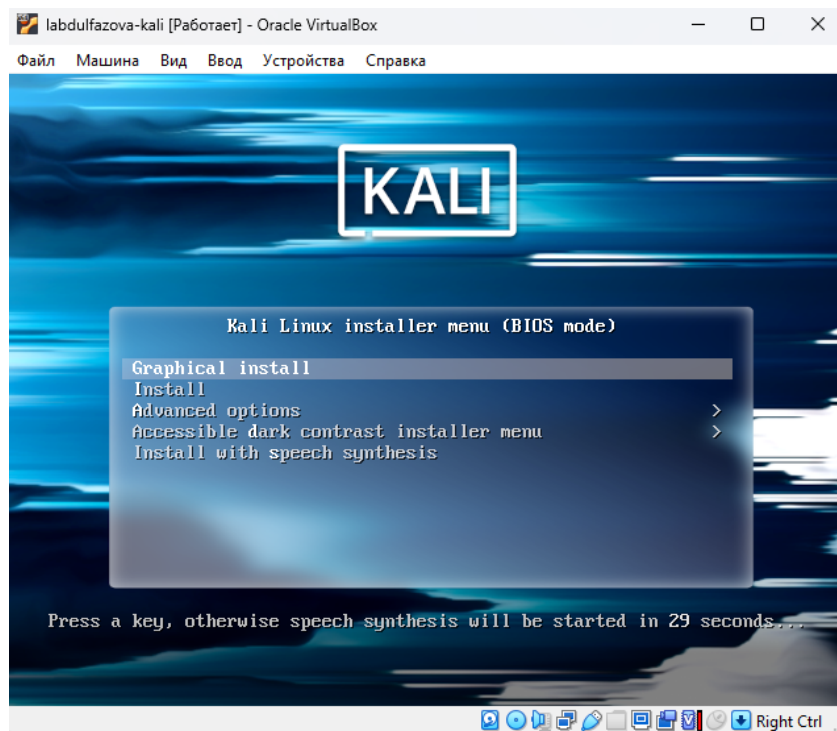 labdulfazova-kali [Работает] - Oracle VirtualBox
Файл Машина Вид Ввод Устройства Справка
KALI
Kali Linux installer menu (BIOS mode)
Graphical install
Install
Advanced options >
Accessible dark contrast installer menu >
Install with speech synthesis
Press a key, otherwise speech synthesis will be started in 29 seconds...
Right Ctrl